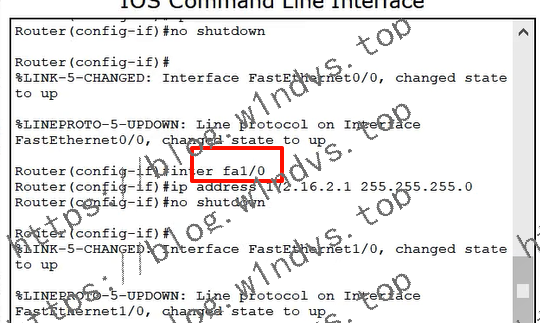 IOS Command Line Interface
Router(config-if)#no shutdown
Router(config-if)#
%LINK-5-CHANGED: Interface FastEthernet0/0, changed state
to up
%LINEPROTO-5-UPDOWN: Line protocol on Interface
FastEthernet0/0, changed state to up
Router(config-if)#inter fa1/0
Router(config-if)#ip address 172.16.2.1 255.255.255.0
Router(config-if)#no shutdown
Router(config-if)#
%LINK-5-CHANGED: Interface FastEthernet1/0, changed state
to up
%LINEPROTO-5-UPDOWN: Line protocol on Interface
FastEthernet1/0, changed state to up
https://blog.w1ndvs.top
https://blog.w1ndvs.top